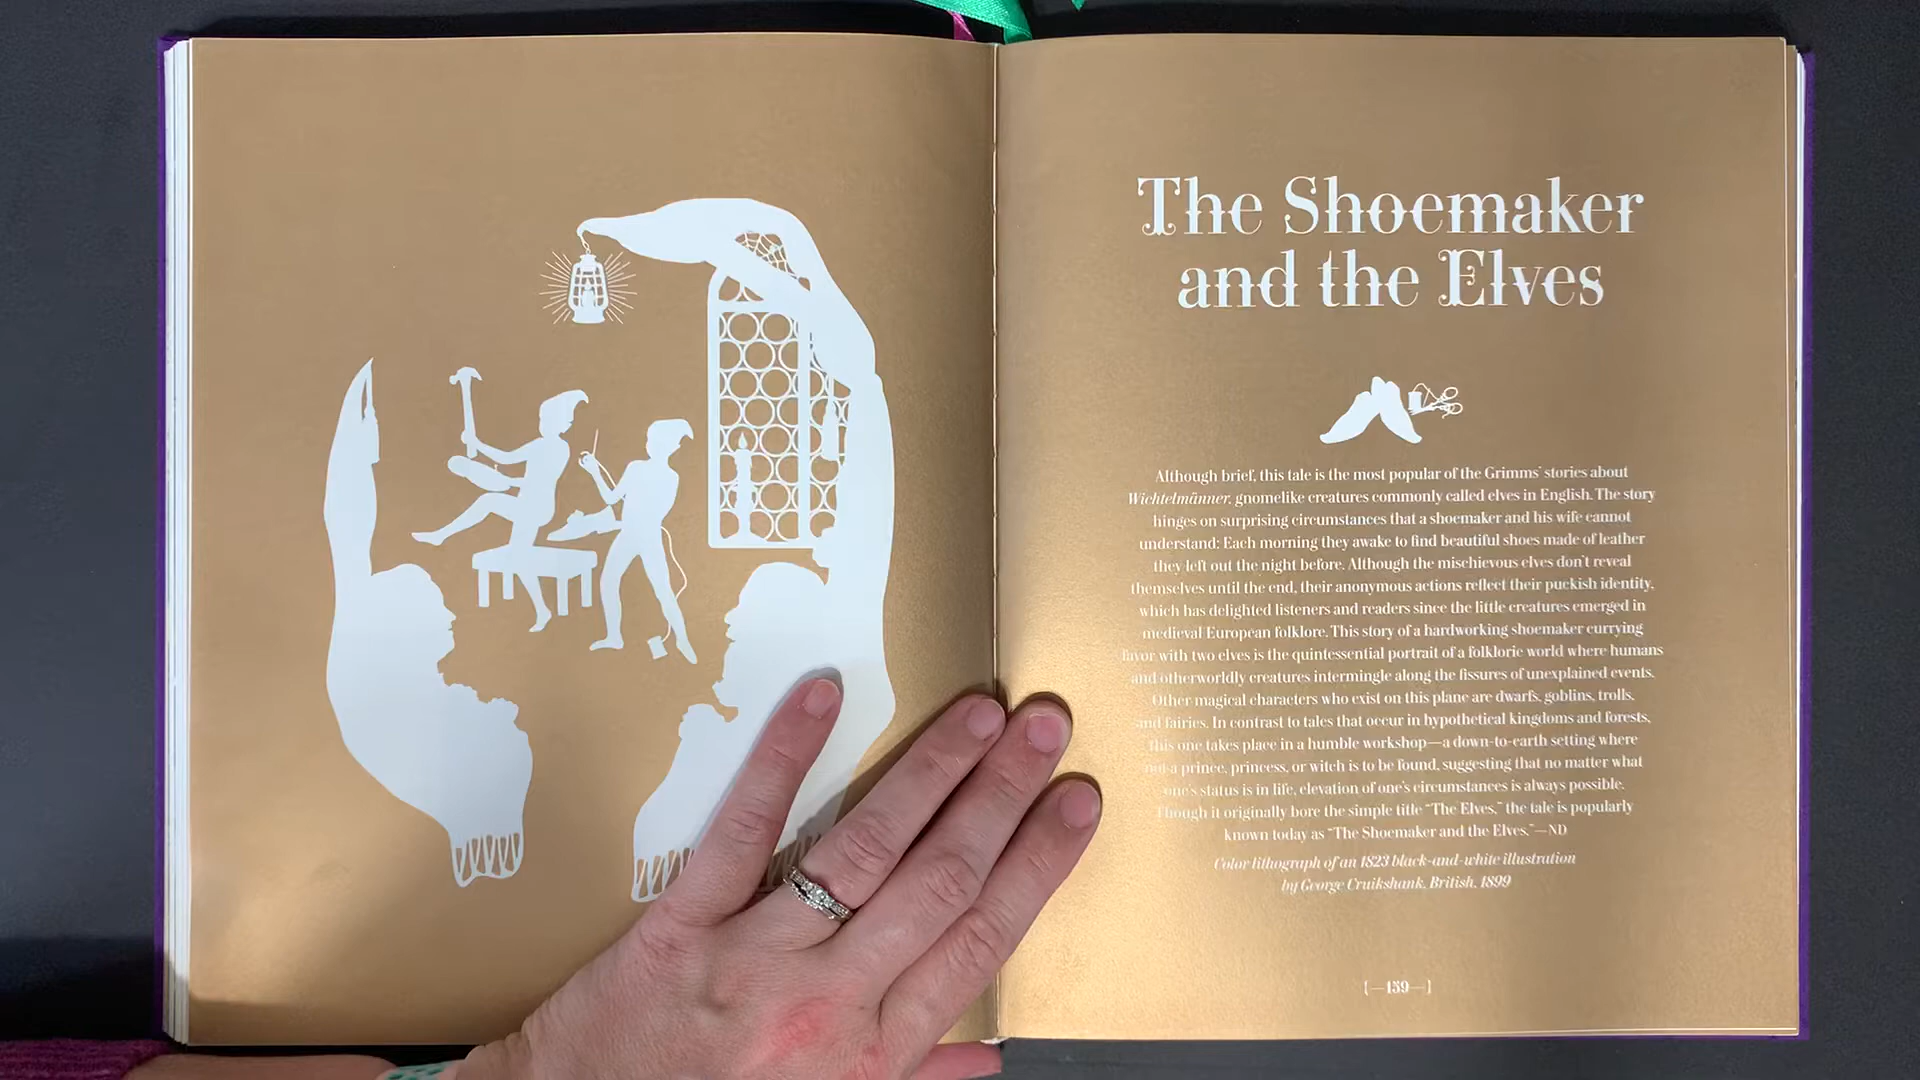 The Shoemaker
and the Elves
Although brief, this tale is the most popular of the Grimms' stories about
Wichtelmänner, gnomelike creatures commonly called elves in English. The story
hinges on surprising circumstances that a shoemaker and his wife cannot
understand: Each morning they awake to find beautiful shoes made of leather
they left out the night before. Although the mischievous elves don't reveal
themselves until the end, their anonymous actions reflect their puckish identity,
which has delighted listeners and readers since the little creatures emerged in
medieval European folklore. This story of a hardworking shoemaker currying
favor with two elves is the quintessential portrait of a folkloric world where humans
and otherworldly creatures intermingle along the fissures of unexplained events.
Other magical characters who exist on this plane are dwarfs, goblins, trolls,
and fairies. In contrast to tales that occur in hypothetical kingdoms and forests,
this one takes place in a humble workshop—a down-to-earth setting where
not a prince, princess, or witch is to be found, suggesting that no matter what
one's status is in life, elevation of one's circumstances is always possible.
Though it originally bore the simple title "The Elves," the tale is popularly
known today as "The Shoemaker and the Elves."—ND
Color lithograph of an 1823 black-and-white illustration
by George Cruikshank, British, 1899
{—159—}